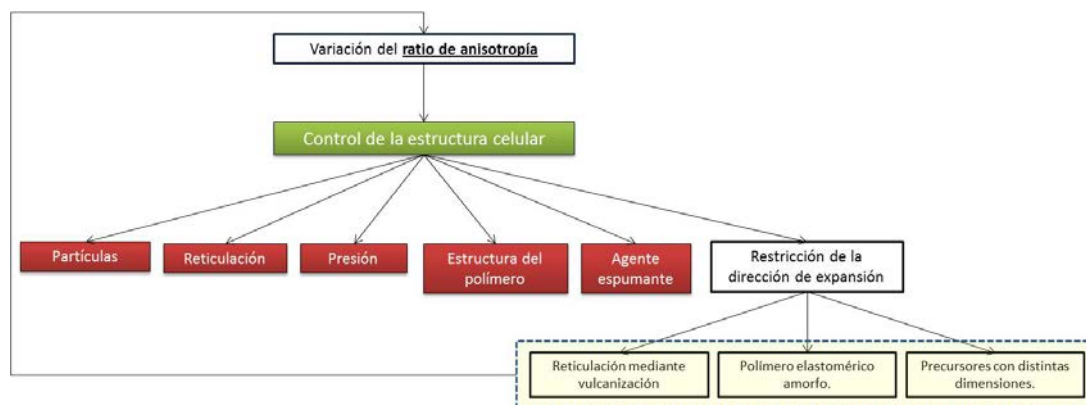 Variación del ratio de anisotropía
Control de la estructura celular
Partículas
Reticulación
Presión
Estructura del
polímero
Agente
espumante
Restricción de la
dirección de expansión
Reticulación mediante
vulcanización
Polímero elastomérico
amorfo.
Precursores con distintas
dimensiones.